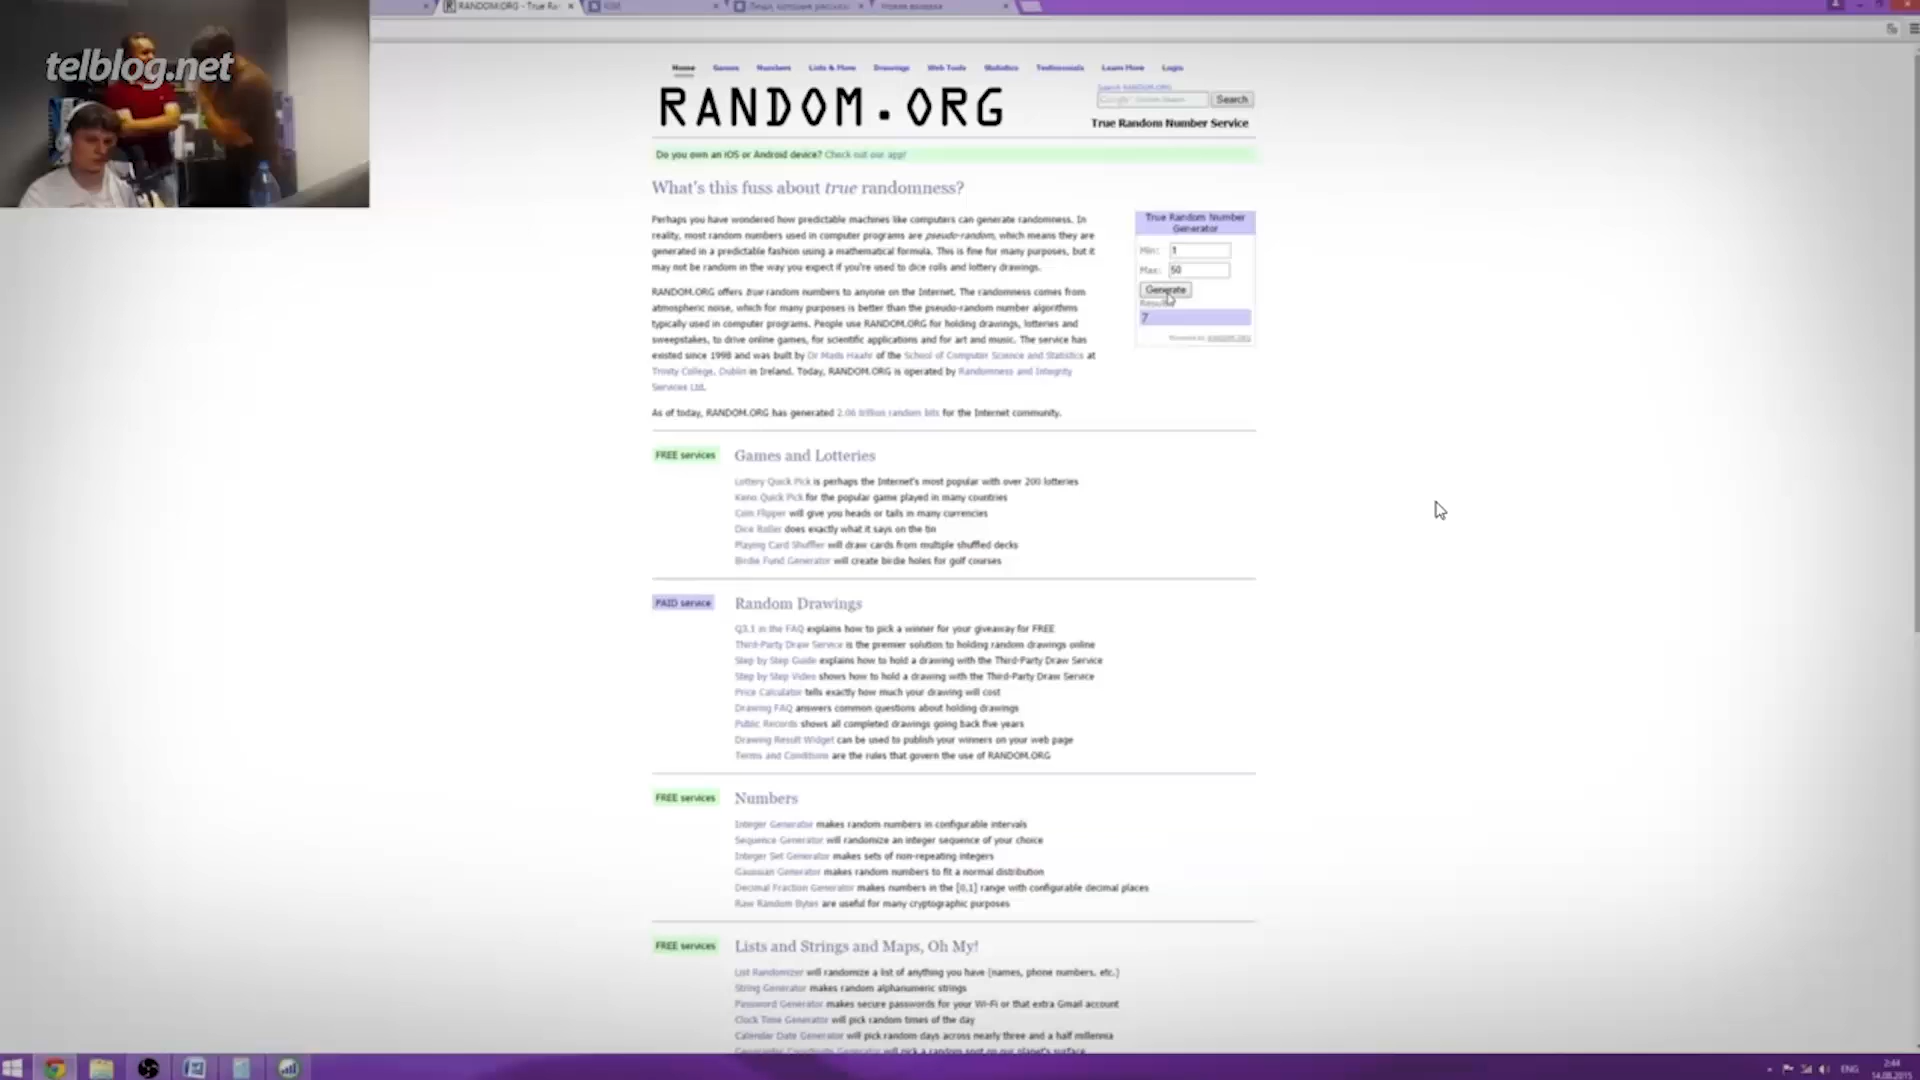 telblog.net
RANDOM.ORG - True Ra
Home Games Numbers Lists & More Drawings Web Tools Statistics Testimonials Learn More Login
RANDOM.ORG
Search RANDOM.ORG
Search
True Random Number Service
Do you own an iOS or Android device? Check out our app!
What's this fuss about true randomness?
Perhaps you have wondered how predictable machines like computers can generate randomness. In
reality, most random numbers used in computer programs are pseudo-random, which means they are
generated in a predictable fashion using a mathematical formula. This is fine for many purposes, but it
may not be random in the way you expect if you're used to dice rolls and lottery drawings.
RANDOM.ORG offers true random numbers to anyone on the Internet. The randomness comes from
atmospheric noise, which for many purposes is better than the pseudo-random number algorithms
typically used in computer programs. People use RANDOM.ORG for holding drawings, lotteries and
sweepstakes, to drive online games, for scientific applications and for art and music. The service has
existed since 1998 and was built by Dr Mads Haahr of the School of Computer Science and Statistics at
Trinity College, Dublin in Ireland. Today, RANDOM.ORG is operated by Randomness and Integrity
Services Ltd.
As of today, RANDOM.ORG has generated 2.06 trillion random bits for the Internet community.
True Random Number
Generator
Min: 1
Max: 50
Generate
Result:
7
Powered by RANDOM.ORG
FREE services
Games and Lotteries
Lottery Quick Pick is perhaps the Internet's most popular with over 200 lotteries
Keno Quick Pick for the popular game played in many countries
Coin Flipper will give you heads or tails in many currencies
Dice Roller does exactly what it says on the tin
Playing Card Shuffler will draw cards from multiple shuffled decks
Birdie Fund Generator will create birdie holes for golf courses
PAID service
Random Drawings
Q3.1 in the FAQ explains how to pick a winner for your giveaway for FREE
Third-Party Draw Service is the premier solution to holding random drawings online
Step by Step Guide explains how to hold a drawing with the Third-Party Draw Service
Step by Step Video shows how to hold a drawing with the Third-Party Draw Service
Price Calculator tells exactly how much your drawing will cost
Drawing FAQ answers common questions about holding drawings
Public Records shows all completed drawings going back five years
Drawing Result Widget can be used to publish your winners on your web page
Terms and Conditions are the rules that govern the use of RANDOM.ORG
FREE services
Numbers
Integer Generator makes random numbers in configurable intervals
Sequence Generator will randomize an integer sequence of your choice
Integer Set Generator makes sets of non-repeating integers
Gaussian Generator makes random numbers to fit a normal distribution
Decimal Fraction Generator makes numbers in the [0,1] range with configurable decimal places
Raw Random Bytes are useful for many cryptographic purposes
FREE services
Lists and Strings and Maps, Oh My!
List Randomizer will randomize a list of anything you have (names, phone numbers, etc.)
String Generator makes random alphanumeric strings
Password Generator makes secure passwords for your Wi-Fi or that extra Gmail account
Clock Time Generator will pick random times of the day
Calendar Date Generator will pick random days across nearly three and a half millennia
Geographic Coordinate Generator will pick a random spot on our planet's surface
ENG
2:44
14.08.2015